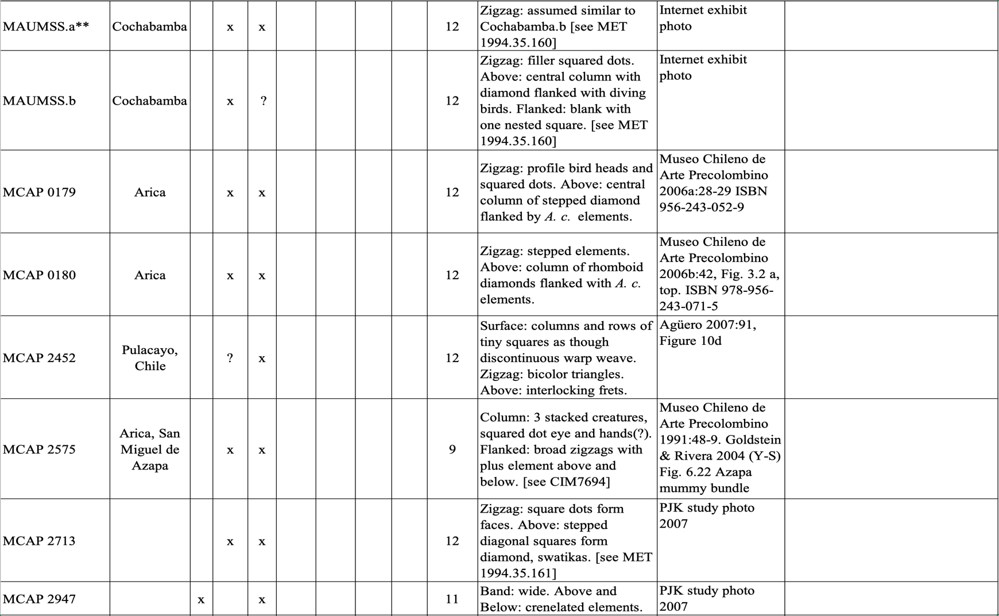 MAUMSS.a** Cochabamba x x 12 Zigzag: assumed similar to Internet exhibit
Cochabamba.b [see MET photo
1994.35.160]
MAUMSS.b Cochabamba x ? 12 Zigzag: filler squared dots. Internet exhibit
Above: central column with photo
diamond flanked with diving
birds. Flanked: blank with
one nested square. [see MET
1994.35.160]
MCAP 0179 Arica x x 12 Zigzag: profile bird heads and
squared dots. Above: central
column of stepped diamond
flanked by A. c. elements.
Museo Chileno de
Arte Precolombino
2006a:28-29 ISBN
956-243-052-9
MCAP 0180 Arica x x 12 Zigzag: stepped elements.
Above: column of rhomboid
diamonds flanked with A. c.
elements.
Museo Chileno de
Arte Precolombino
2006b:42, Fig. 3.2 a,
top. ISBN 978-956-
243-071-5
MCAP 2452 Pulacayo,
Chile
? x 12 Surface: columns and rows of
tiny squares as though
discontinuous warp weave.
Zigzag: bicolor triangles.
Above: interlocking frets.
Agüero 2007:91,
Figure 10d
MCAP 2575 Arica, San
Miguel de
Azapa
x x 9 Column: 3 stacked creatures,
squared dot eye and hands(?).
Flanked: broad zigzags with
plus element above and
below. [see CIM7694]
Museo Chileno de
Arte Precolombino
1991:48-9. Goldstein
& Rivera 2004 (Y-S)
Fig. 6.22 Azapa
mummy bundle
MCAP 2713 x x 12 Zigzag: square dots form
faces. Above: stepped
diagonal squares form
diamond, swatikas. [see MET
1994.35.161]
PJK study photo
2007
MCAP 2947 x x 11 Band: wide. Above and
Below: crenelated elements.
PJK study photo
2007